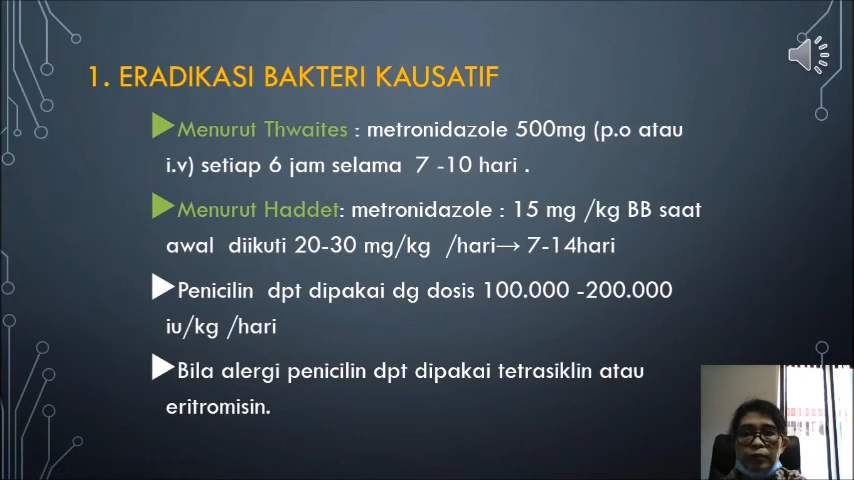 1. ERADIKASI BAKTERI KAUSATIF
Menurut Thwaites : metronidazole 500mg (p.o atau
i.v) setiap 6 jam selama 7 -10 hari .
Menurut Haddet: metronidazole : 15 mg /kg BB saat
awal diikuti 20-30 mg/kg /hari→ 7-14hari
Penicilin dpt dipakai dg dosis 100.000 -200.000
iu/kg /hari
Bila alergi penicilin dpt dipakai tetrasiklin atau
eritromisin.